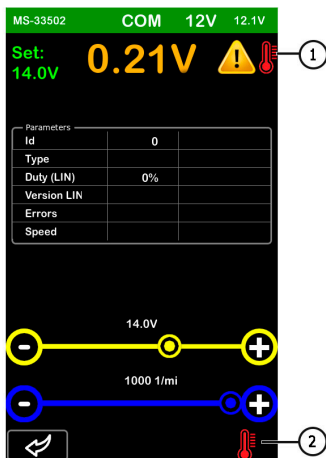 MS-33502 COM 12V 12.1V
Set: 0.21V
14.0V
1
Parameters
Id 0
Type
Duty (LIN) 0%
Version LIN
Errors
Speed
14.0V
- +
1000 1/mi
- +
2